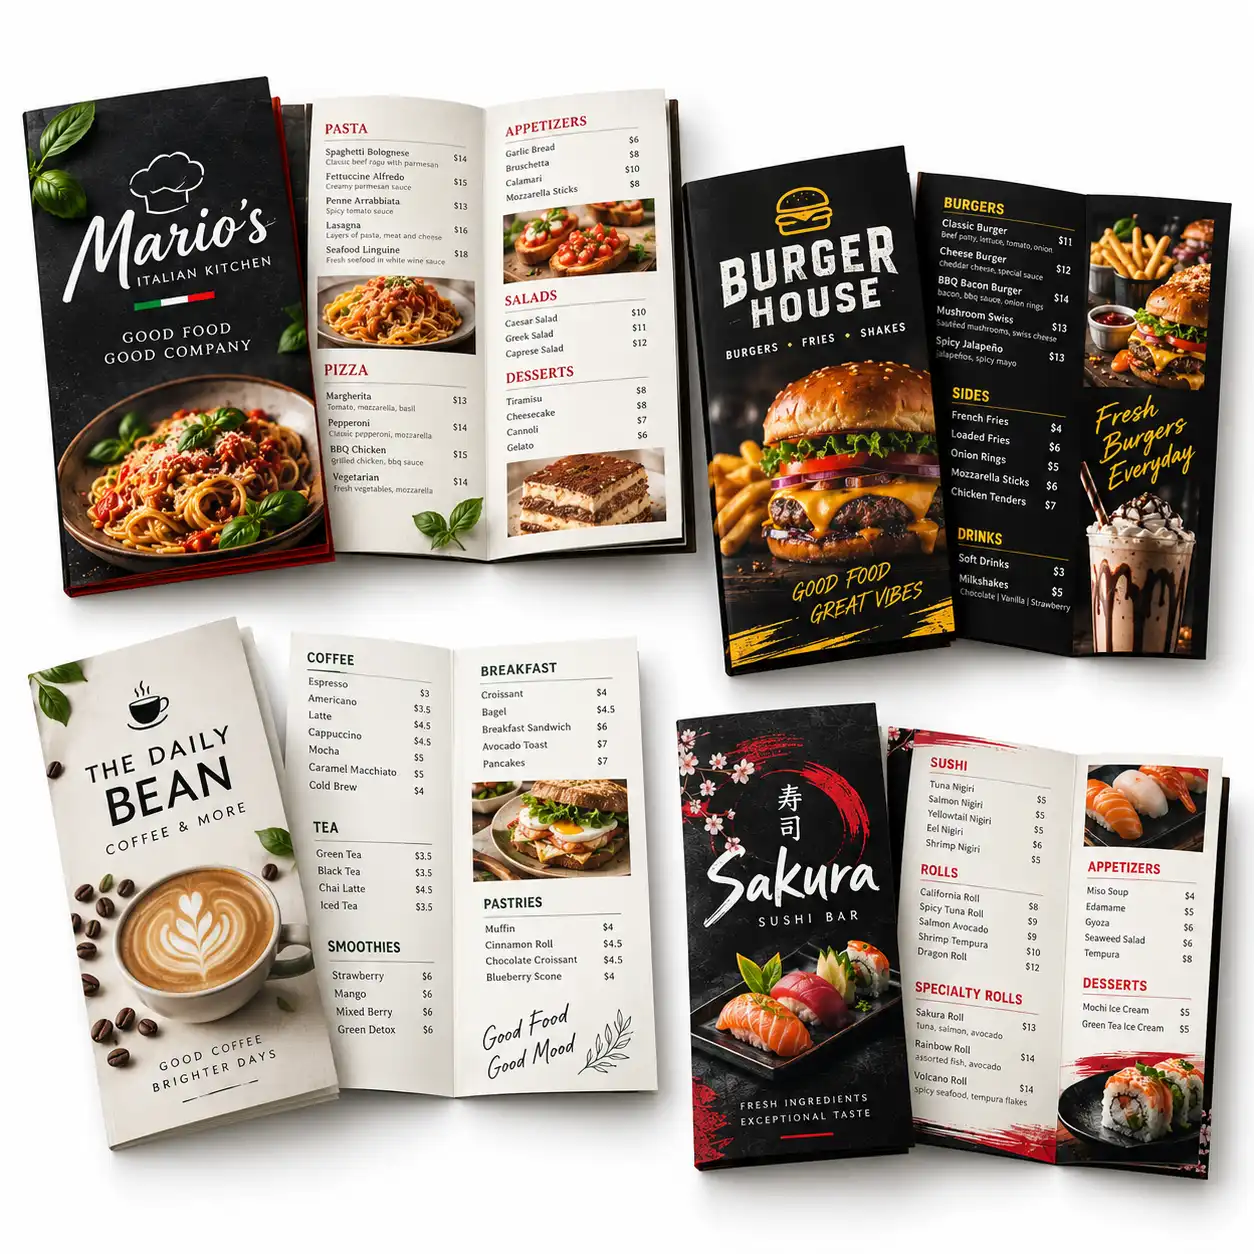 Mario's
ITALIAN KITCHEN
GOOD FOOD
GOOD COMPANY
PASTA
Spaghetti Bolognese $14
Classic beef ragu with parmesan
Fettuccine Alfredo $15
Creamy parmesan sauce
Penne Arrabbiata $13
Spicy tomato sauce
Lasagna $16
Layers of pasta, meat and cheese
Seafood Linguine $18
Fresh seafood in white wine sauce
PIZZA
Margherita $13
Tomato, mozzarella, basil
Pepperoni $14
Classic pepperoni, mozzarella
BBQ Chicken $15
Grilled chicken, bbq sauce
Vegetarian $14
Fresh vegetables, mozzarella
APPETIZERS
Garlic Bread $6
Bruschetta $8
Calamari $10
Mozzarella Sticks $8
SALADS
Caesar Salad $10
Greek Salad $11
Caprese Salad $12
DESSERTS
Tiramisu $8
Cheesecake $8
Cannoli $7
Gelato $6
BURGER
HOUSE
BURGERS • FRIES • SHAKES
GOOD FOOD
GREAT VIBES
BURGERS
Classic Burger $11
Beef patty, lettuce, tomato, onion
Cheese Burger $12
Cheddar cheese, special sauce
BBQ Bacon Burger $14
bacon, bbq sauce, onion rings
Mushroom Swiss $13
Sautéed mushrooms, swiss cheese
Spicy Jalapeño $13
jalapeños, spicy mayo
SIDES
French Fries $4
Loaded Fries $6
Onion Rings $5
Mozzarella Sticks $6
Chicken Tenders $7
DRINKS
Soft Drinks $3
Milkshakes $5
Chocolate | Vanilla | Strawberry
Fresh
Burgers
Everyday
THE DAILY
BEAN
COFFEE & MORE
GOOD COFFEE
BRIGHTER DAYS
COFFEE
Espresso $3
Americano $3.5
Latte $4.5
Cappuccino $4.5
Mocha $5
Caramel Macchiato $5
Cold Brew $4
TEA
Green Tea $3.5
Black Tea $3.5
Chai Latte $4.5
Iced Tea $3.5
SMOOTHIES
Strawberry $6
Mango $6
Mixed Berry $6
Green Detox $6
BREAKFAST
Croissant $4
Bagel $4.5
Breakfast Sandwich $6
Avocado Toast $7
Pancakes $7
PASTRIES
Muffin $4
Cinnamon Roll $4.5
Chocolate Croissant $4.5
Blueberry Scone $4
Good Food
Good Mood
寿
司
Sakura
SUSHI BAR
FRESH INGREDIENTS
EXCEPTIONAL TASTE
SUSHI
Tuna Nigiri $5
Salmon Nigiri $5
Yellowtail Nigiri $5
Eel Nigiri $6
Shrimp Nigiri $5
ROLLS
California Roll $8
Spicy Tuna Roll $9
Salmon Avocado $9
Shrimp Tempura $10
Dragon Roll $12
SPECIALTY ROLLS
Sakura Roll $13
Tuna, salmon, avocado
Rainbow Roll $14
assorted fish, avocado
Volcano Roll $14
spicy seafood, tempura flakes
APPETIZERS
Miso Soup $4
Edamame $5
Gyoza $6
Seaweed Salad $6
Tempura $8
DESSERTS
Mochi Ice Cream $5
Green Tea Ice Cream $5